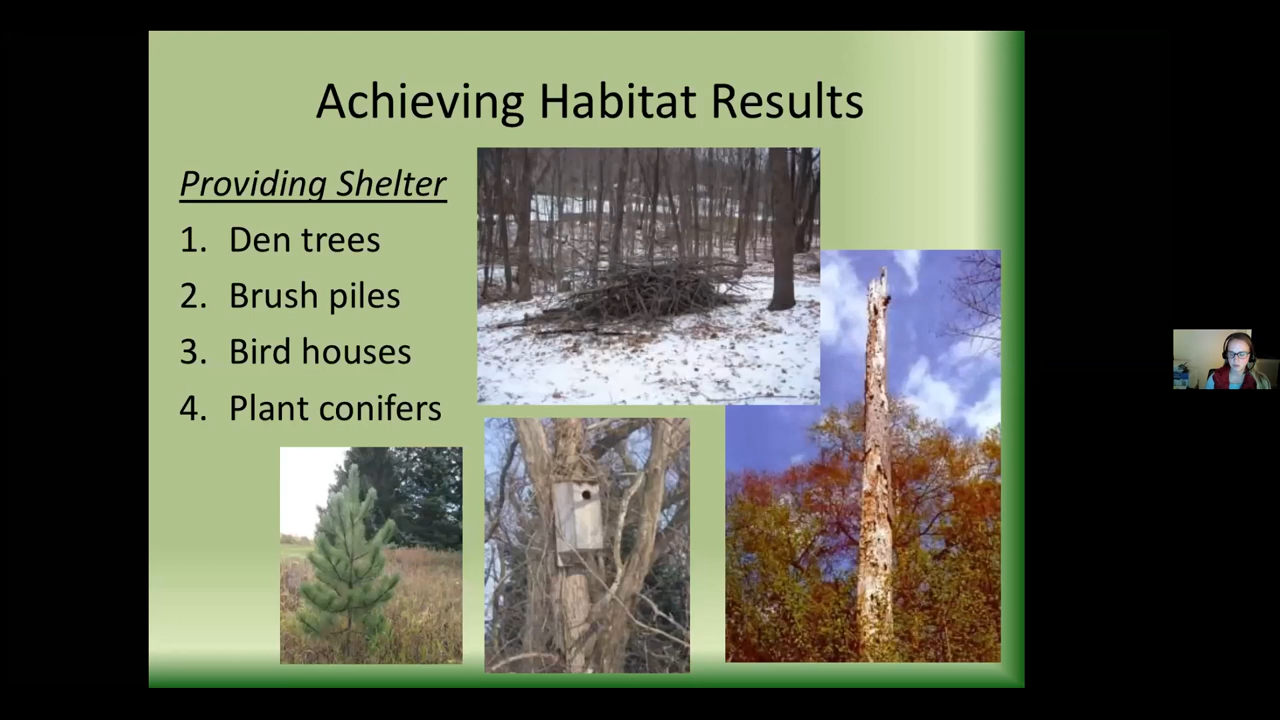 Achieving Habitat Results
Providing Shelter
1. Den trees
2. Brush piles
3. Bird houses
4. Plant conifers